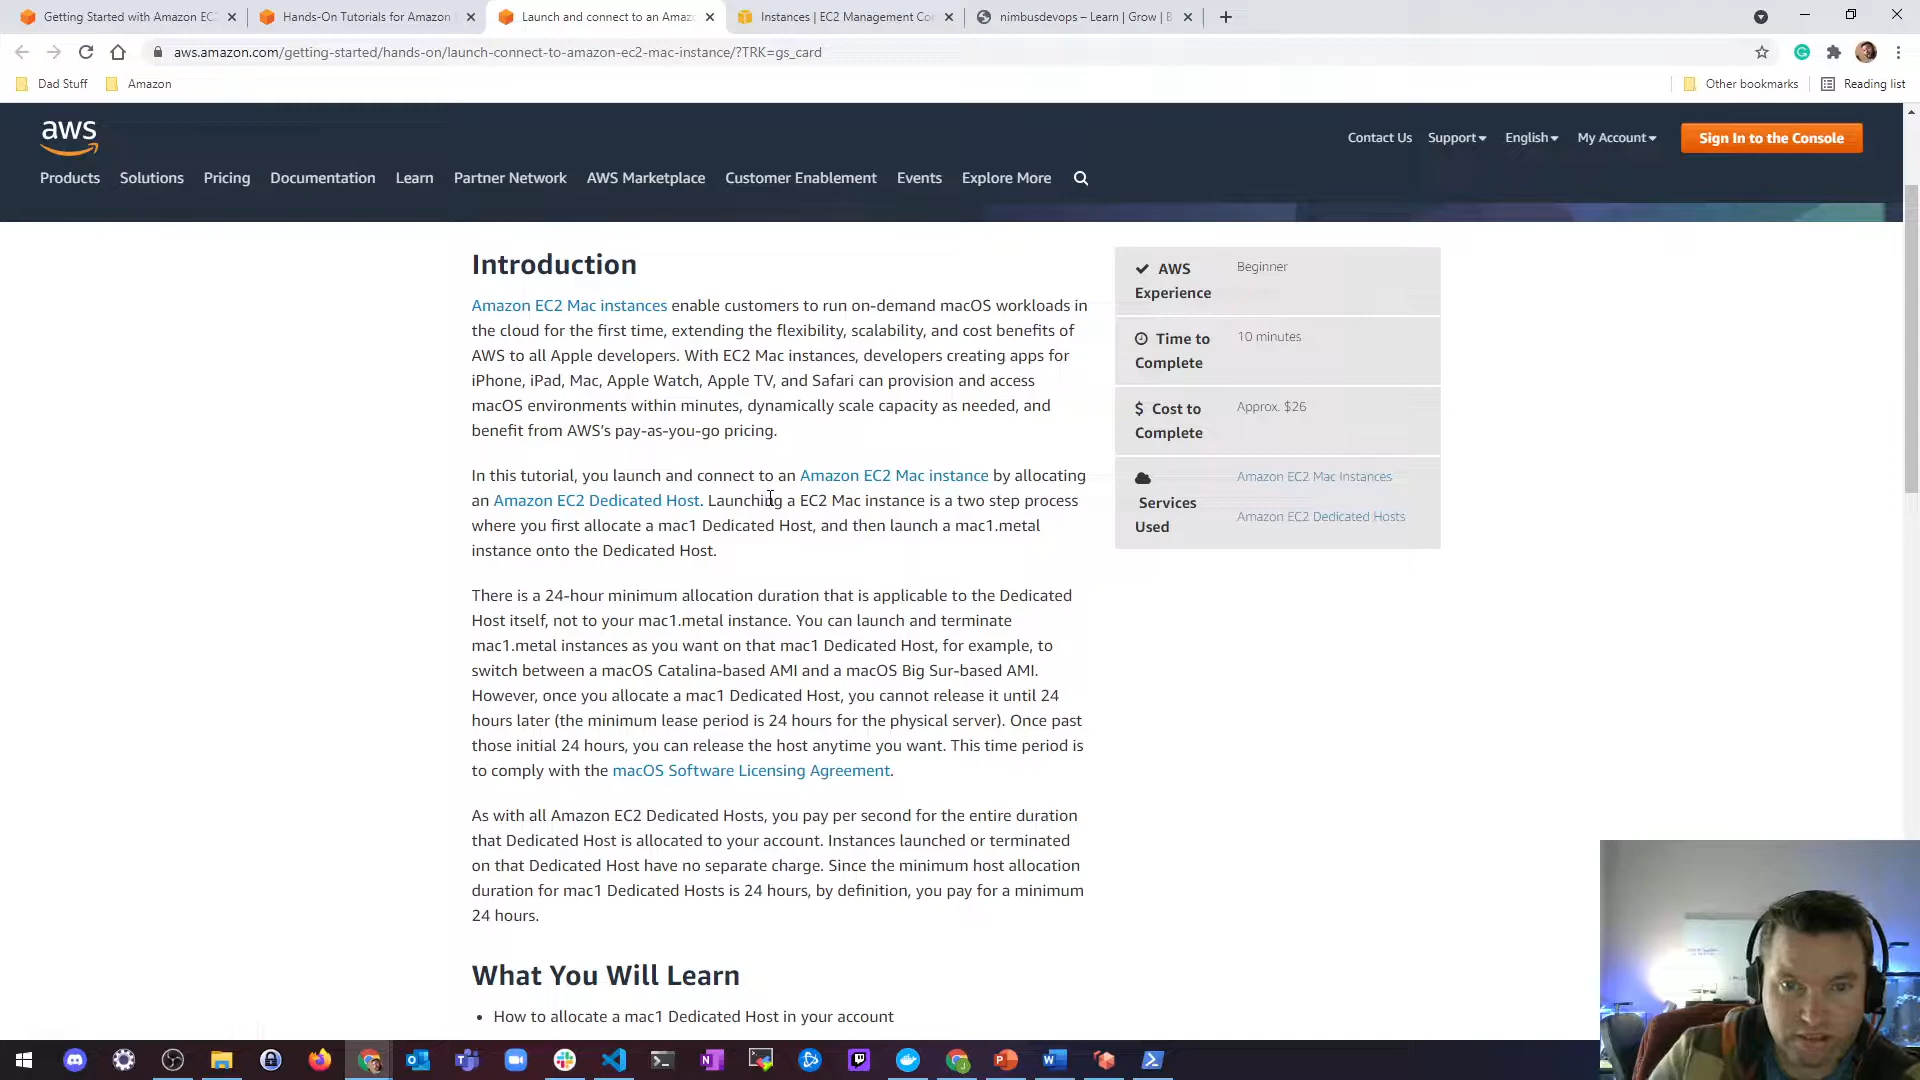 Getting Started with Amazon EC
Hands-On Tutorials for Amazon
Launch and connect to an Amaz
Instances | EC2 Management Co
nimbusdevops – Learn | Grow | B
aws.amazon.com/getting-started/hands-on/launch-connect-to-amazon-ec2-mac-instance/?TRK=gs_card
Dad Stuff
Amazon
Other bookmarks
Reading list
aws
Contact Us
Support
English
My Account
Sign In to the Console
Products
Solutions
Pricing
Documentation
Learn
Partner Network
AWS Marketplace
Customer Enablement
Events
Explore More
Introduction
Amazon EC2 Mac instances enable customers to run on-demand macOS workloads in
the cloud for the first time, extending the flexibility, scalability, and cost benefits of
AWS to all Apple developers. With EC2 Mac instances, developers creating apps for
iPhone, iPad, Mac, Apple Watch, Apple TV, and Safari can provision and access
macOS environments within minutes, dynamically scale capacity as needed, and
benefit from AWS’s pay-as-you-go pricing.
In this tutorial, you launch and connect to an Amazon EC2 Mac instance by allocating
an Amazon EC2 Dedicated Host. Launching a EC2 Mac instance is a two step process
where you first allocate a mac1 Dedicated Host, and then launch a mac1.metal
instance onto the Dedicated Host.
There is a 24-hour minimum allocation duration that is applicable to the Dedicated
Host itself, not to your mac1.metal instance. You can launch and terminate
mac1.metal instances as you want on that mac1 Dedicated Host, for example, to
switch between a macOS Catalina-based AMI and a macOS Big Sur-based AMI.
However, once you allocate a mac1 Dedicated Host, you cannot release it until 24
hours later (the minimum lease period is 24 hours for the physical server). Once past
those initial 24 hours, you can release the host anytime you want. This time period is
to comply with the macOS Software Licensing Agreement.
As with all Amazon EC2 Dedicated Hosts, you pay per second for the entire duration
that Dedicated Host is allocated to your account. Instances launched or terminated
on that Dedicated Host have no separate charge. Since the minimum host allocation
duration for mac1 Dedicated Hosts is 24 hours, by definition, you pay for a minimum
24 hours.
What You Will Learn
• How to allocate a mac1 Dedicated Host in your account
AWS
Experience
Beginner
Time to
Complete
10 minutes
$ Cost to
Complete
Approx. $26
Services
Used
Amazon EC2 Mac Instances
Amazon EC2 Dedicated Hosts